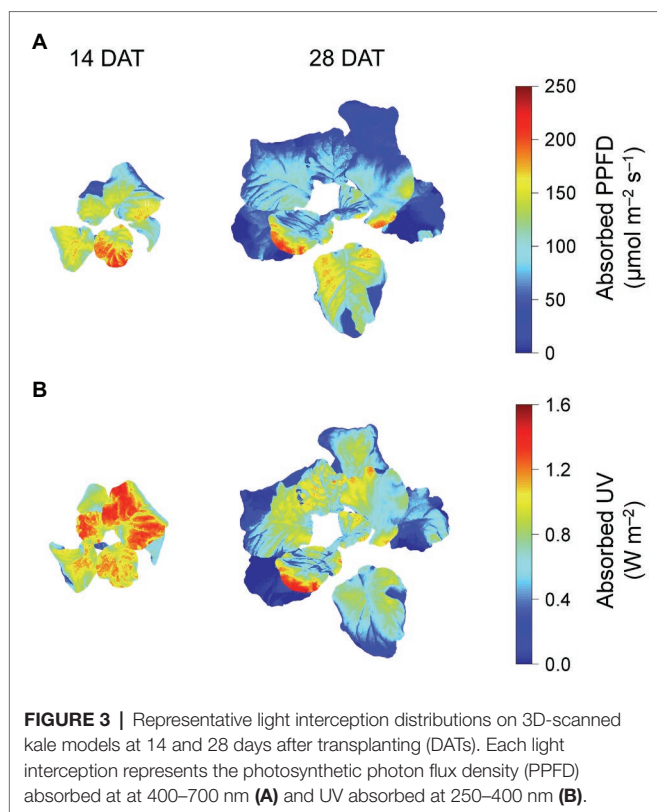 A
14 DAT
28 DAT
250
200
150
100
50
0
Absorbed PPFD
(μmol m⁻² s⁻¹)
B
1.6
1.2
0.8
0.4
0.0
Absorbed UV
(W m⁻²)
FIGURE 3 | Representative light interception distributions on 3D-scanned
kale models at 14 and 28 days after transplanting (DATs). Each light
interception represents the photosynthetic photon flux density (PPFD)
absorbed at at 400–700 nm (A) and UV absorbed at 250–400 nm (B).